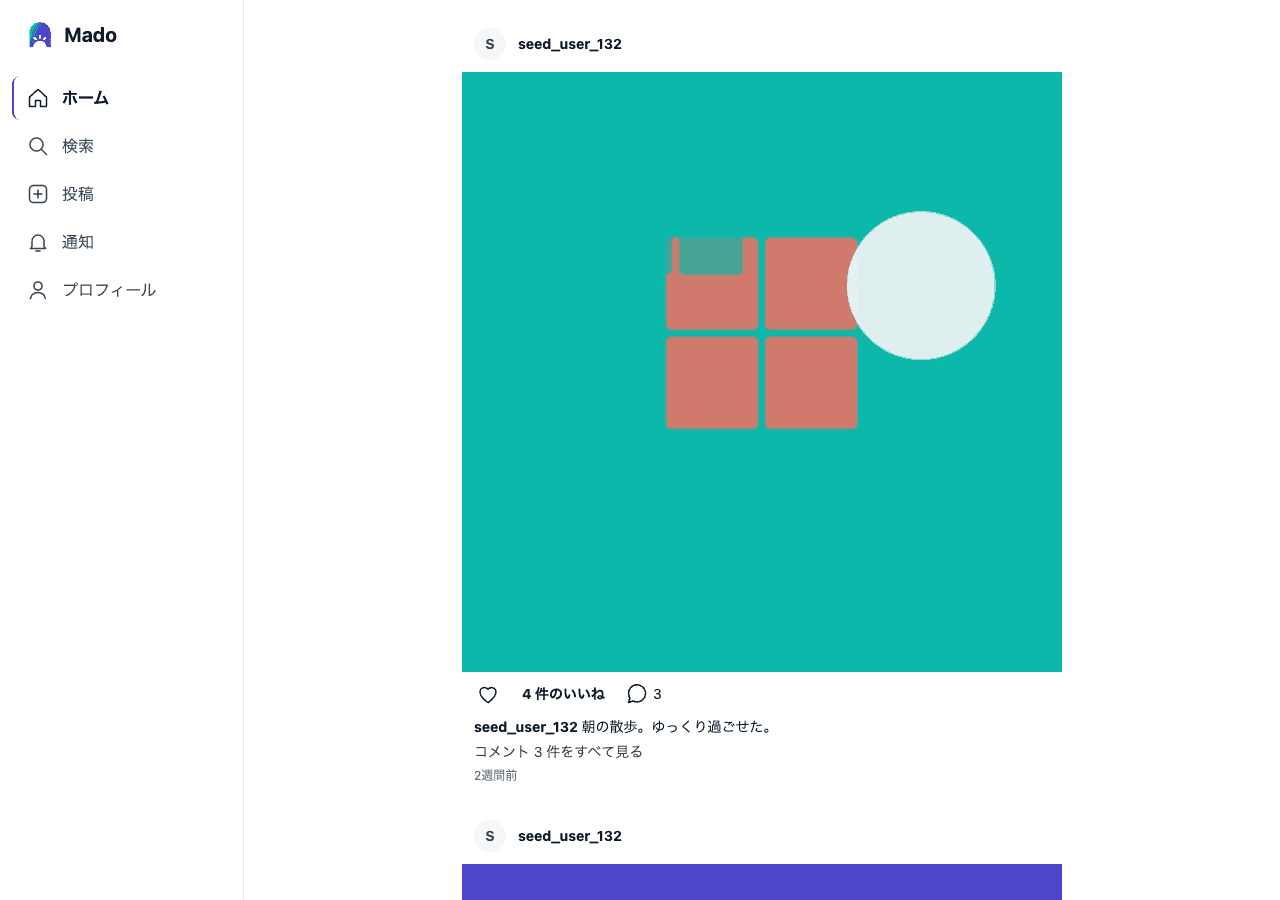 Mado
ホーム
検索
投稿
通知
プロフィール
S seed_user_132
4 件のいいね 3
seed_user_132 朝の散歩。ゆっくり過ごせた。
コメント 3 件をすべて見る
2週間前
S seed_user_132